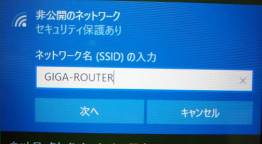 非公開のネットワーク
セキュリティ保護あり
ネットワーク名 (SSID) の入力
GIGA-ROUTER
次へ
キャンセル